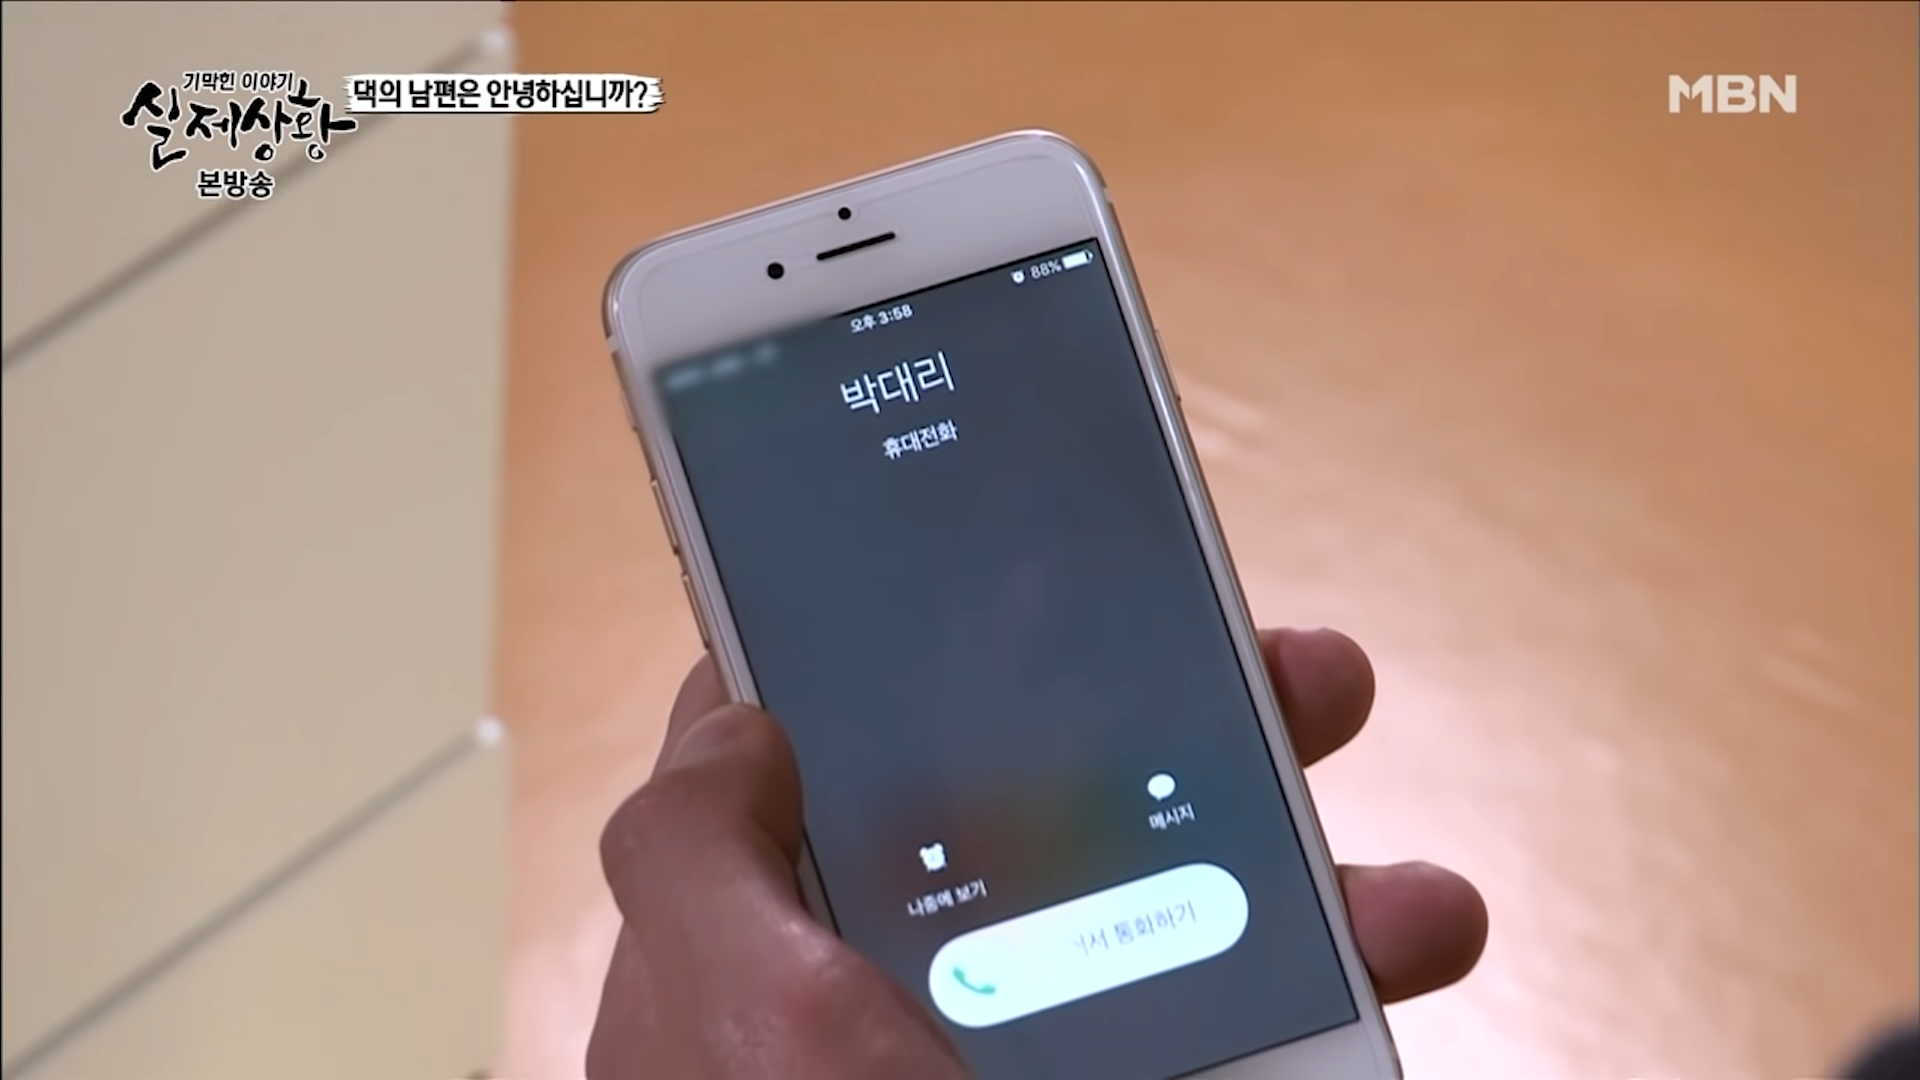 기막힌 이야기
실제상황
본방송
댁의 남편은 안녕하십니까?
MBN
88%
오후 3:58
박대리
휴대전화
메시지
나중에 보기
서 통화하기